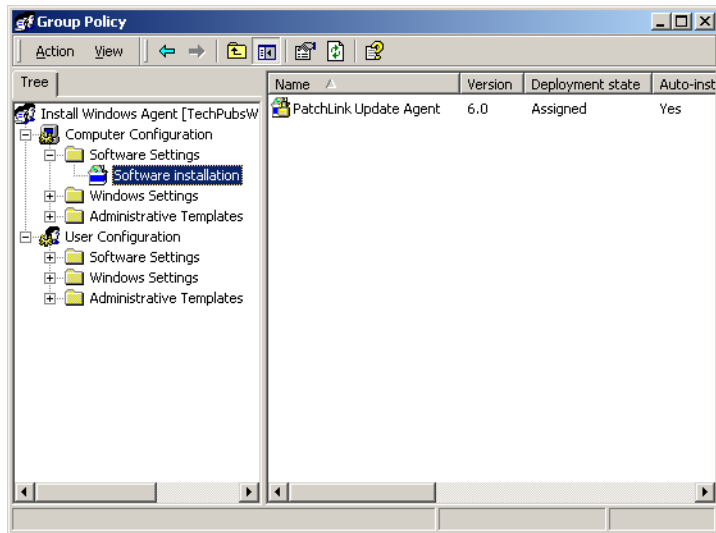 Group Policy
Action View
Tree
Name Version Deployment state Auto-inst
Install Windows Agent [TechPubsW
PatchLink Update Agent 6.0 Assigned Yes
Computer Configuration
Software Settings
Software installation
Windows Settings
Administrative Templates
User Configuration
Software Settings
Windows Settings
Administrative Templates